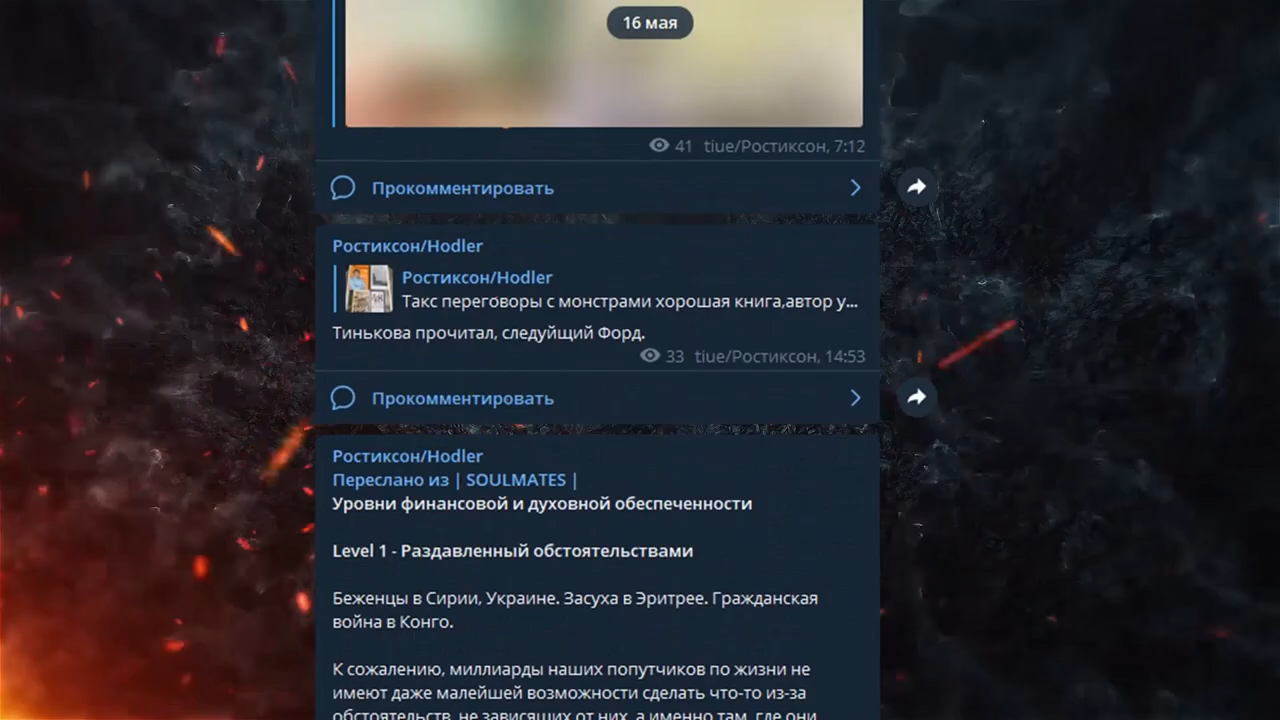 16 мая
41 tiue/Ростиксон, 7:12
Прокомментировать
Ростиксон/Hodler
Ростиксон/Hodler
Такс переговоры с монстрами хорошая книга,автор у...
Тинькова прочитал, следуйщий Форд.
33 tiue/Ростиксон, 14:53
Прокомментировать
Ростиксон/Hodler
Переслано из | SOULMATES |
Уровни финансовой и духовной обеспеченности
Level 1 - Раздавленный обстоятельствами
Беженцы в Сирии, Украине. Засуха в Эритрее. Гражданская
война в Конго.
К сожалению, миллиарды наших попутчиков по жизни не
имеют даже малейшей возможности сделать что-то из-за
обстоятельств, не зависящих от них, а именно там, где они